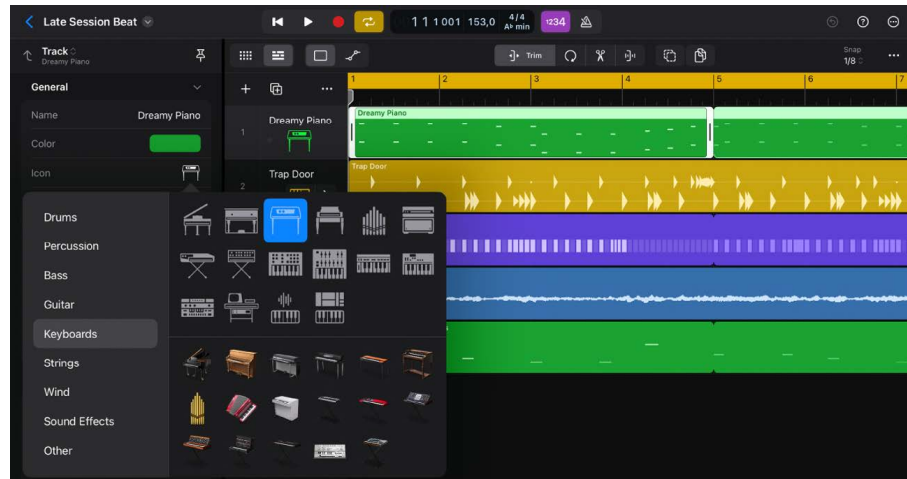 Late Session Beat
1 1 1 001 153,0 4/4
A♭ min
1234
Track
Dreamy Piano
Trim
Snap
1/8
General
1 2 3 4 5 6 7
Name Dreamy Piano
Color
Icon
1 Dreamy Piano
Dreamy Piano
2 Trap Door
Trap Door
Drums
Percussion
Bass
Guitar
Keyboards
Strings
Wind
Sound Effects
Other